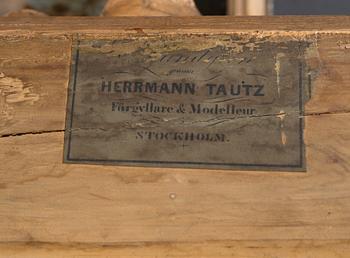 HERRMANN TAUTZ
Förgyllare & Modelleur
STOCKHOLM.